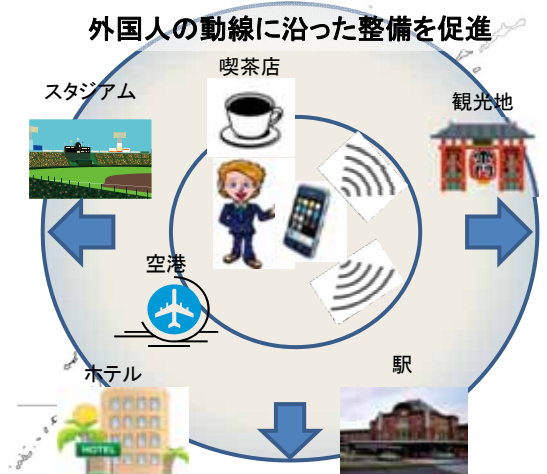 外国人の動線に沿った整備を促進
喫茶店
スタジアム
観光地
空港
ホテル
駅
HOTEL